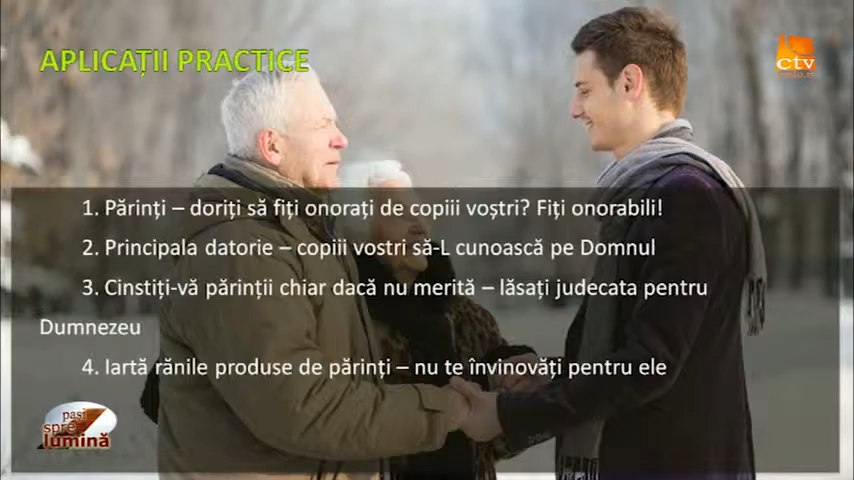 APLICAȚII PRACTICE
ctv
1. Părinți – doriți să fiți onorați de copiii voștri? Fiți onorabili!
2. Principala datorie – copiii vostri să-L cunoască pe Domnul
3. Cinstiți-vă părinții chiar dacă nu merită – lăsați judecata pentru
Dumnezeu
4. Iartă rănile produse de părinți – nu te învinovăți pentru ele
pași
spre
lumină